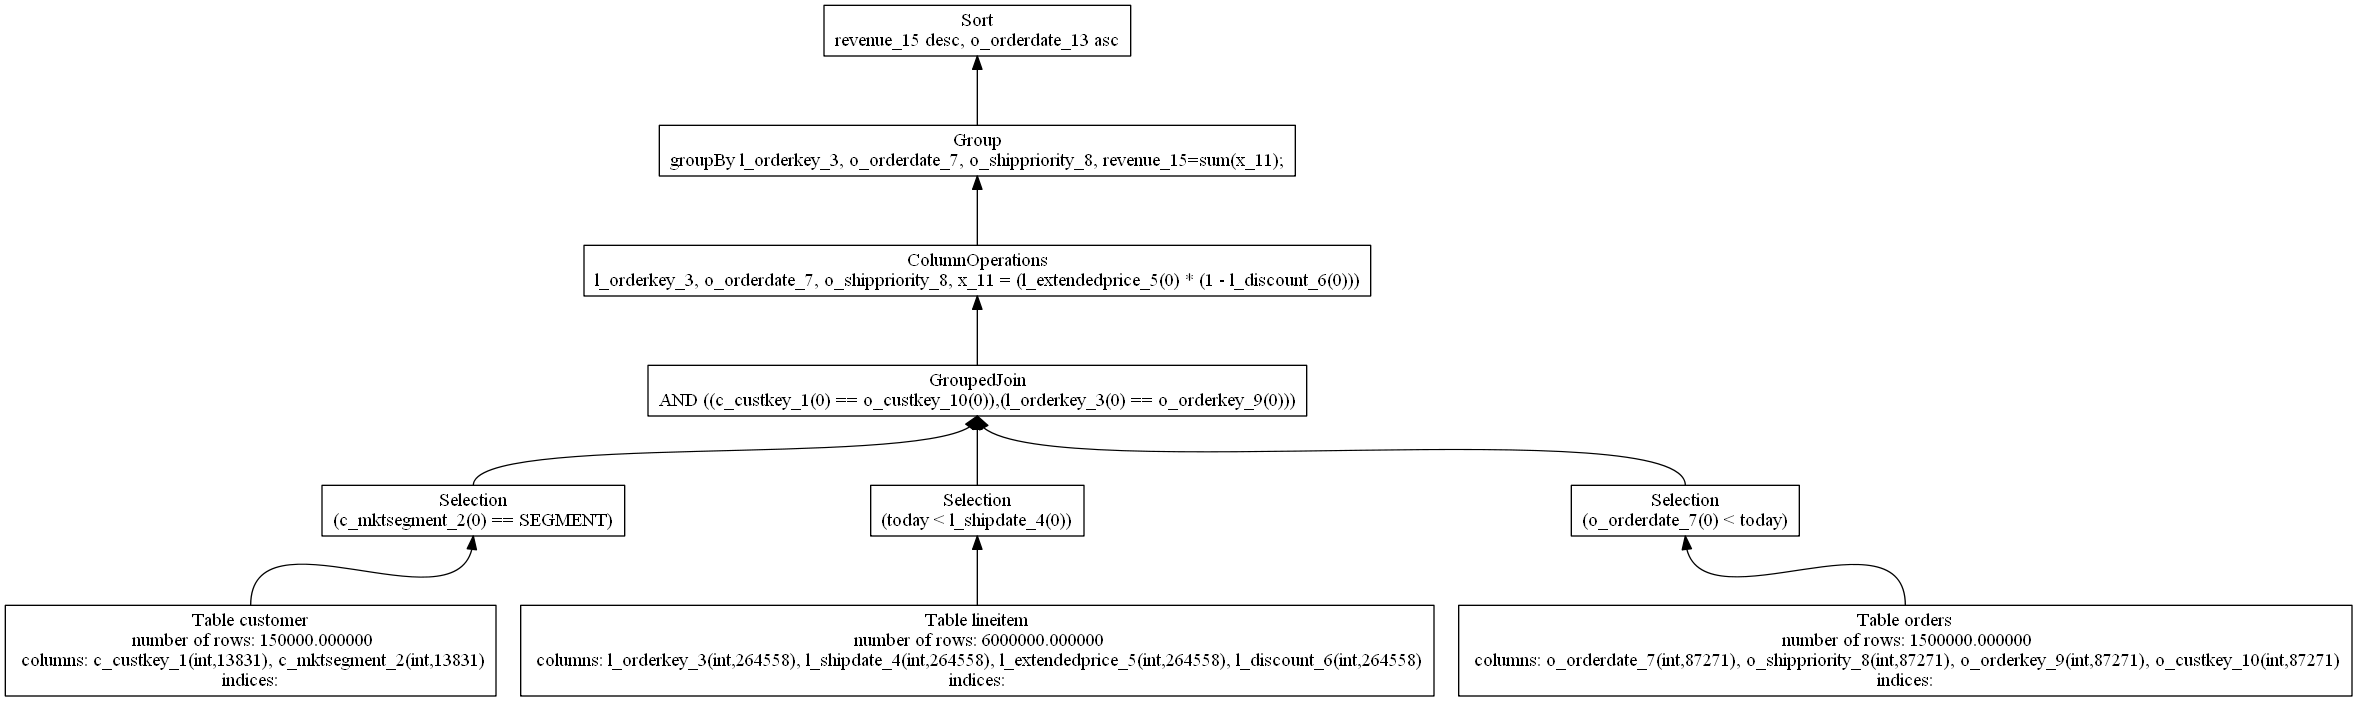 Sort
revenue_15 desc, o_orderdate_13 asc
Group
groupBy l_orderkey_3, o_orderdate_7, o_shippriority_8, revenue_15=sum(x_11);
ColumnOperations
l_orderkey_3, o_orderdate_7, o_shippriority_8, x_11 = (l_extendedprice_5(0) * (1 - l_discount_6(0)))
GroupedJoin
AND ((c_custkey_1(0) == o_custkey_10(0)),(l_orderkey_3(0) == o_orderkey_9(0)))
Selection
(c_mktsegment_2(0) == SEGMENT)
Selection
(today < l_shipdate_4(0))
Selection
(o_orderdate_7(0) < today)
Table customer
number of rows: 150000.000000
columns: c_custkey_1(int,13831), c_mktsegment_2(int,13831)
indices:
Table lineitem
number of rows: 6000000.000000
columns: l_orderkey_3(int,264558), l_shipdate_4(int,264558), l_extendedprice_5(int,264558), l_discount_6(int,264558)
indices:
Table orders
number of rows: 1500000.000000
columns: o_orderdate_7(int,87271), o_shippriority_8(int,87271), o_orderkey_9(int,87271), o_custkey_10(int,87271)
indices: